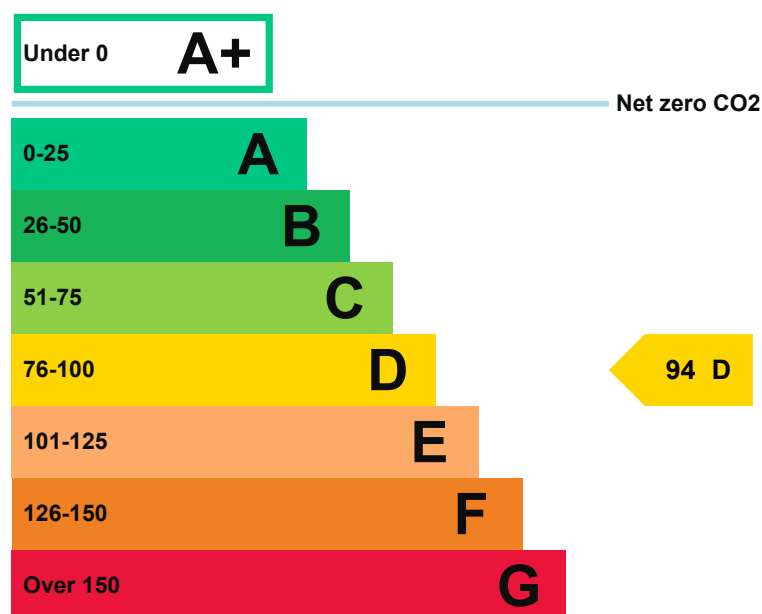 Under 0 A+
Net zero CO2
0-25 A
26-50 B
51-75 C
76-100 D
94 D
101-125 E
126-150 F
Over 150 G